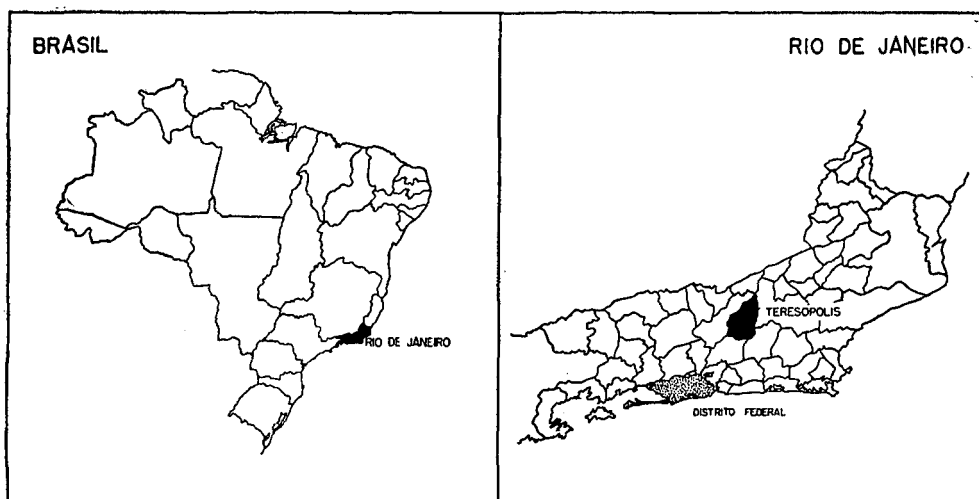 BRASIL
RIO DE JANEIRO
RIO DE JANEIRO
TERESOPOLIS
DISTRITO FEDERAL